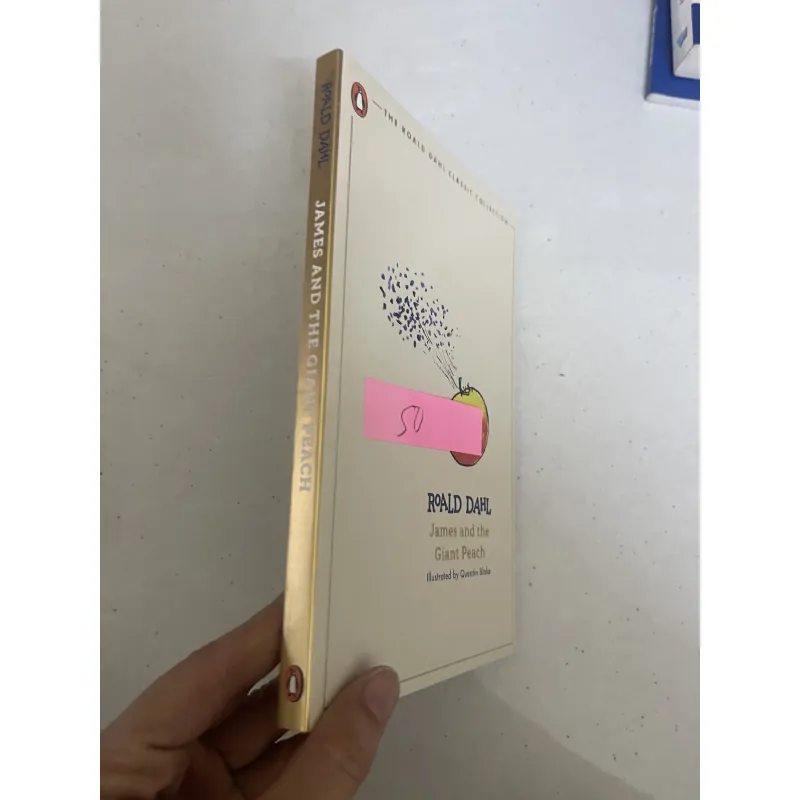 ROALD DAHL JAMES AND THE GIANT PEACH
THE ROALD DAHL CLASSIC COLLECTION
50
ROALD DAHL
James and the
Giant Peach
Illustrated by Quentin Blake